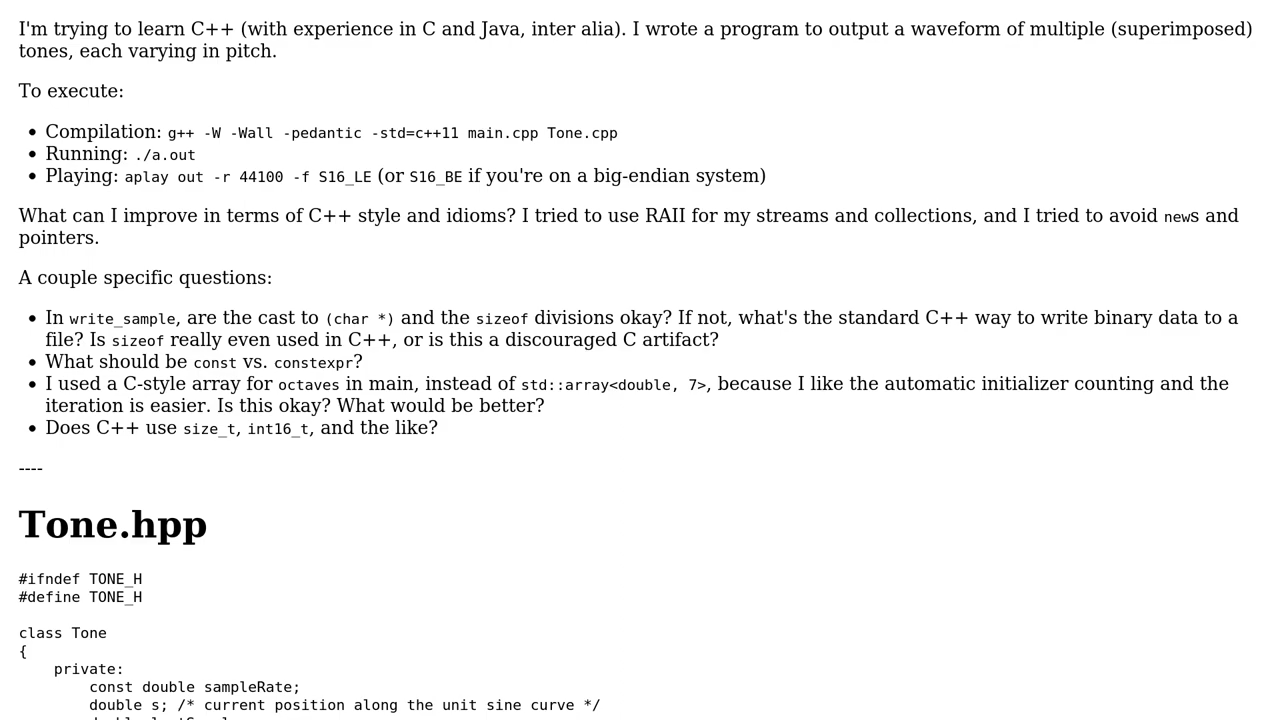 I'm trying to learn C++ (with experience in C and Java, inter alia). I wrote a program to output a waveform of multiple (superimposed)
tones, each varying in pitch.
To execute:
• Compilation: g++ -W -Wall -pedantic -std=c++11 main.cpp Tone.cpp
• Running: ./a.out
• Playing: aplay out -r 44100 -f S16_LE (or S16_BE if you're on a big-endian system)
What can I improve in terms of C++ style and idioms? I tried to use RAII for my streams and collections, and I tried to avoid news and
pointers.
A couple specific questions:
• In write_sample, are the cast to (char *) and the sizeof divisions okay? If not, what's the standard C++ way to write binary data to a
file? Is sizeof really even used in C++, or is this a discouraged C artifact?
• What should be const vs. constexpr?
• I used a C-style array for octaves in main, instead of std::array<double, 7>, because I like the automatic initializer counting and the
iteration is easier. Is this okay? What would be better?
• Does C++ use size_t, int16_t, and the like?
----
Tone.hpp
#ifndef TONE_H
#define TONE_H
class Tone
{
    private:
        const double sampleRate;
        double s; /* current position along the unit sine curve */